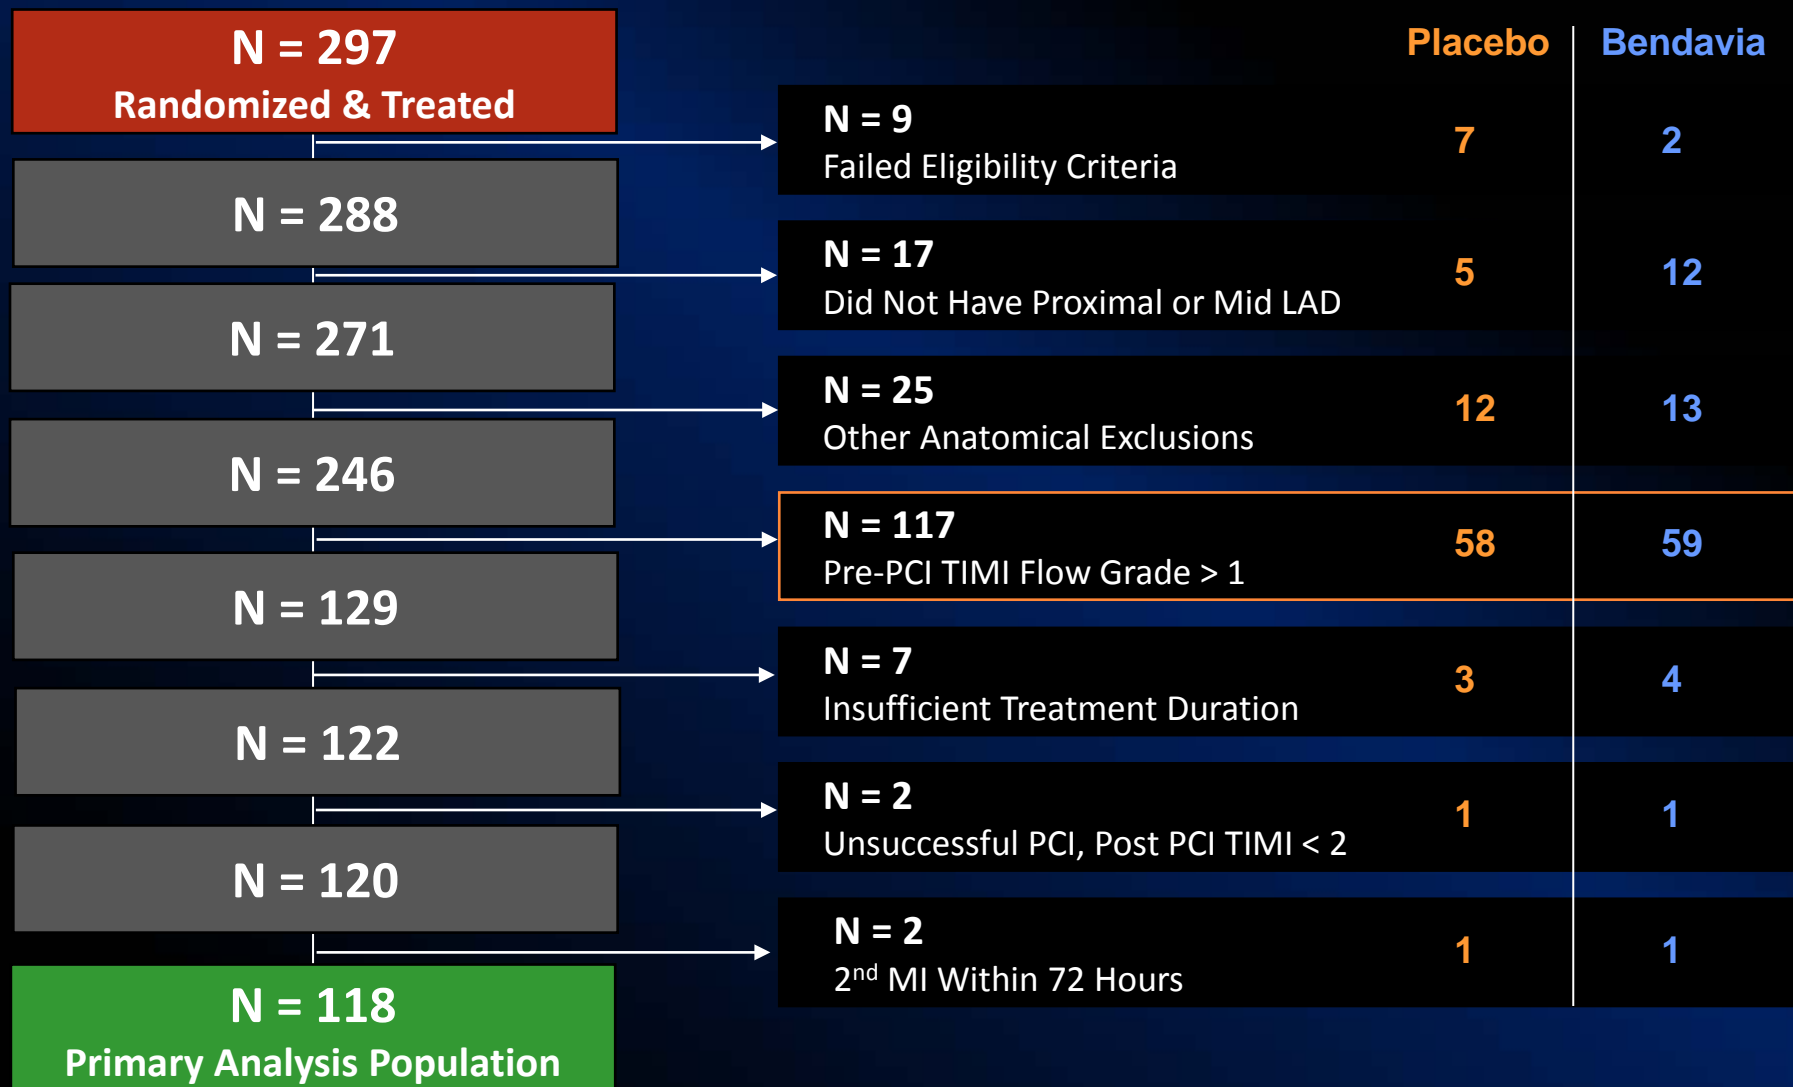 N = 297
Randomized & Treated
Placebo
Bendavia
N = 9
Failed Eligibility Criteria
7
2
N = 288
N = 17
Did Not Have Proximal or Mid LAD
5
12
N = 271
N = 25
Other Anatomical Exclusions
12
13
N = 246
N = 117
Pre-PCI TIMI Flow Grade > 1
58
59
N = 129
N = 7
Insufficient Treatment Duration
3
4
N = 122
N = 2
Unsuccessful PCI, Post PCI TIMI < 2
1
1
N = 120
N = 2
2nd MI Within 72 Hours
1
1
N = 118
Primary Analysis Population